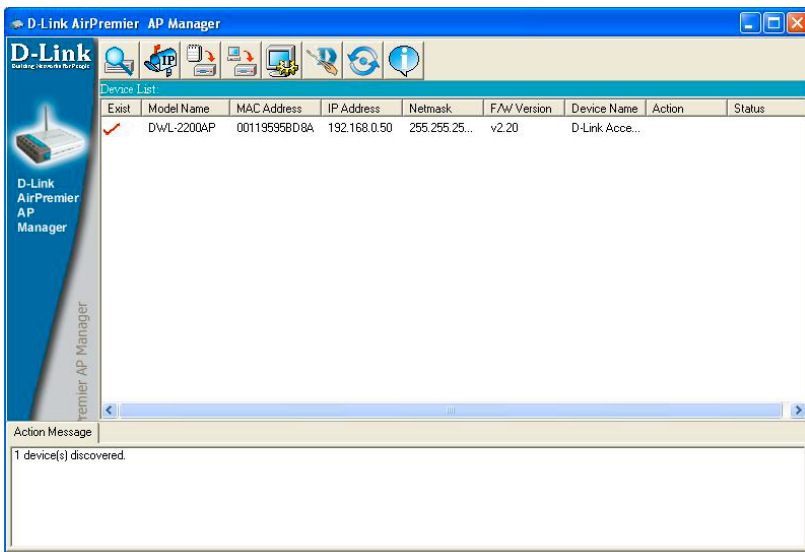 D-Link AirPremier AP Manager
D-Link
Building Networks for People
IP
Device List:
Exist Model Name MAC Address IP Address Netmask F/W Version Device Name Action Status
DWL-2200AP 00119595BD8A 192.168.0.50 255.255.25... v2.20 D-Link Acce...
D-Link
AirPremier
AP
Manager
remier AP Manager
Action Message
1 device(s) discovered.